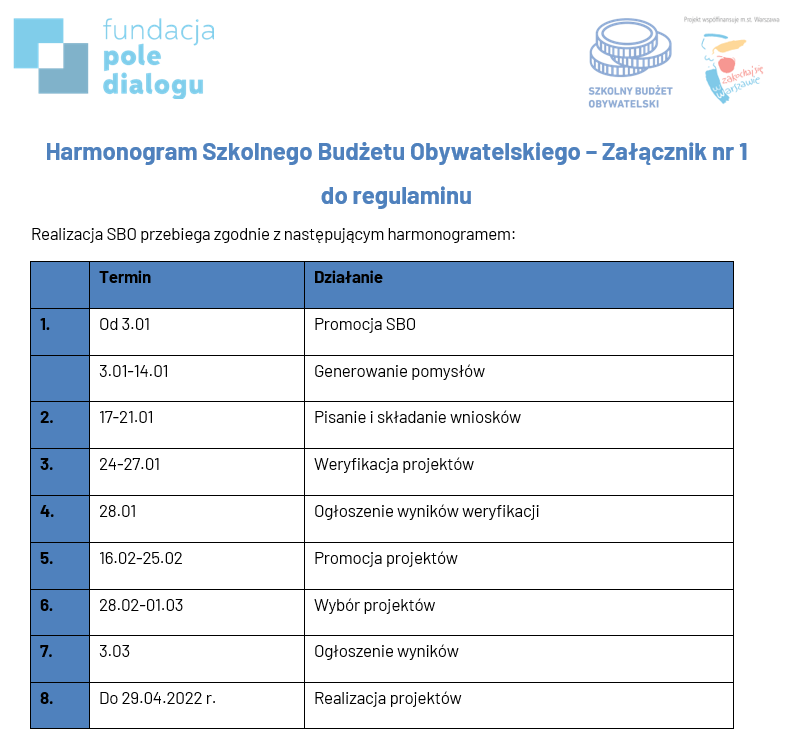 fundacja
pole
dialogu
SZKOLNY BUDŻET
OBYWATELSKI
Projekt współfinansuje m.st. Warszawa
zakochaj się
w Warszawie
Harmonogram Szkolnego Budżetu Obywatelskiego – Załącznik nr 1
do regulaminu
Realizacja SBO przebiega zgodnie z następującym harmonogramem:
Termin Działanie
1. Od 3.01 Promocja SBO
3.01-14.01 Generowanie pomysłów
2. 17-21.01 Pisanie i składanie wniosków
3. 24-27.01 Weryfikacja projektów
4. 28.01 Ogłoszenie wyników weryfikacji
5. 16.02-25.02 Promocja projektów
6. 28.02-01.03 Wybór projektów
7. 3.03 Ogłoszenie wyników
8. Do 29.04.2022 r. Realizacja projektów